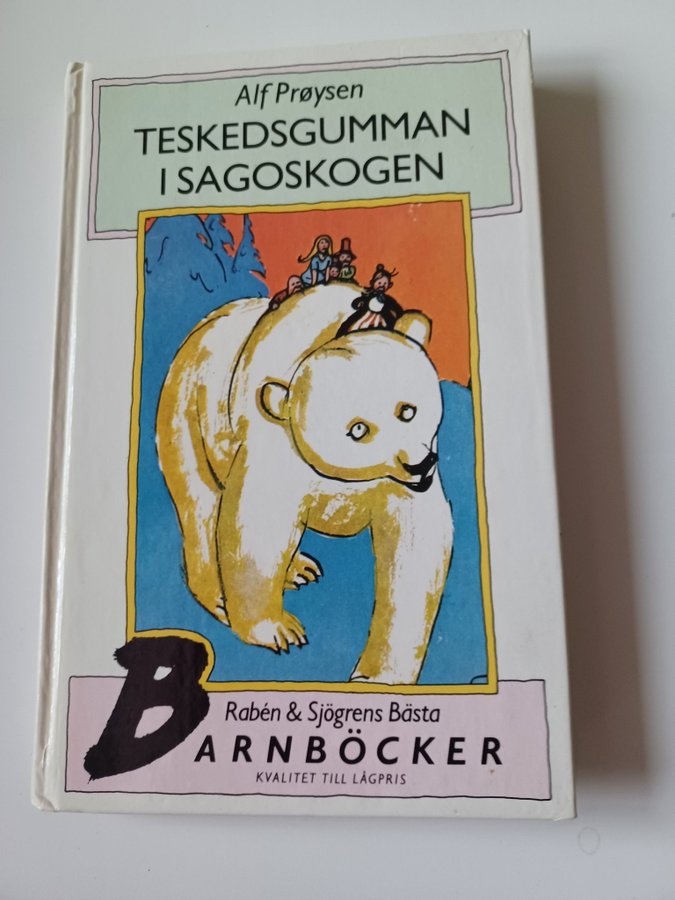 Alf Prøysen
TESKEDSGUMMAN
I SAGOSKOGEN
Rabén & Sjögrens Bästa
BARNBÖCKER
KVALITET TILL LÅGPRIS